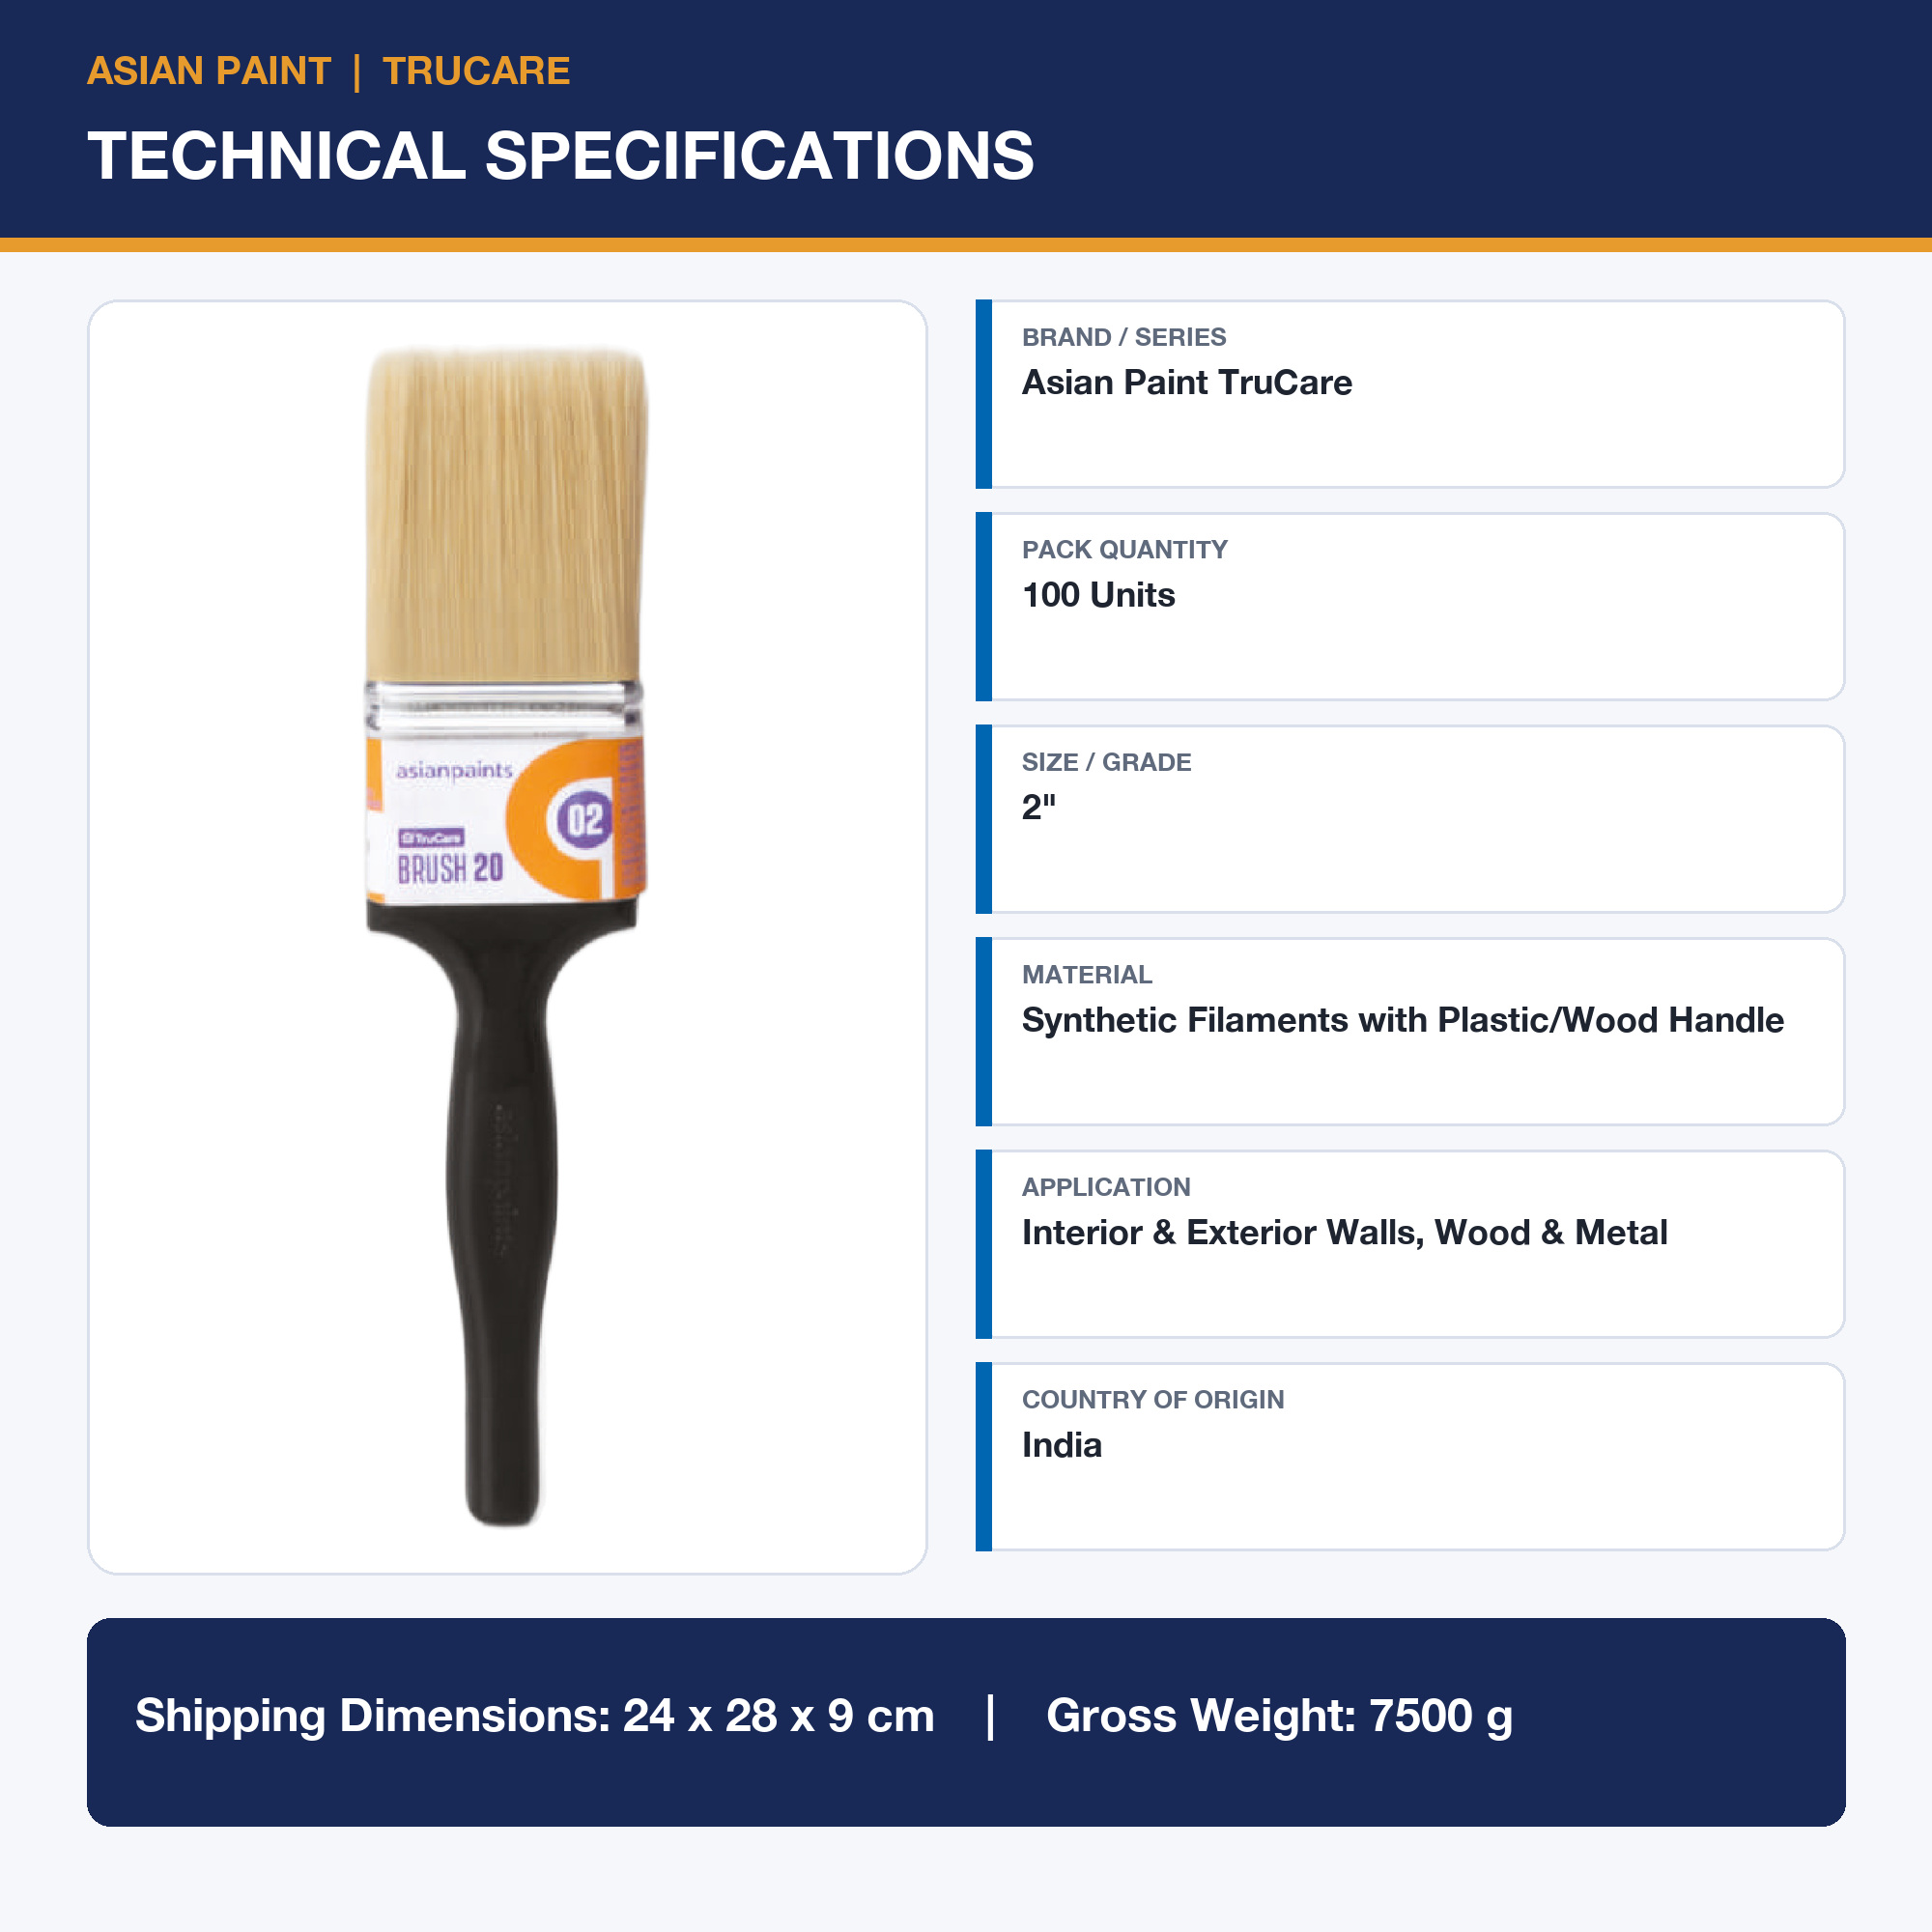 ASIAN PAINT | TRUCARE
TECHNICAL SPECIFICATIONS
asianpaints
02
TruCare
BRUSH 20
asianpaints
BRAND / SERIES
Asian Paint TruCare
PACK QUANTITY
100 Units
SIZE / GRADE
2"
MATERIAL
Synthetic Filaments with Plastic/Wood Handle
APPLICATION
Interior & Exterior Walls, Wood & Metal
COUNTRY OF ORIGIN
India
Shipping Dimensions: 24 x 28 x 9 cm | Gross Weight: 7500 g